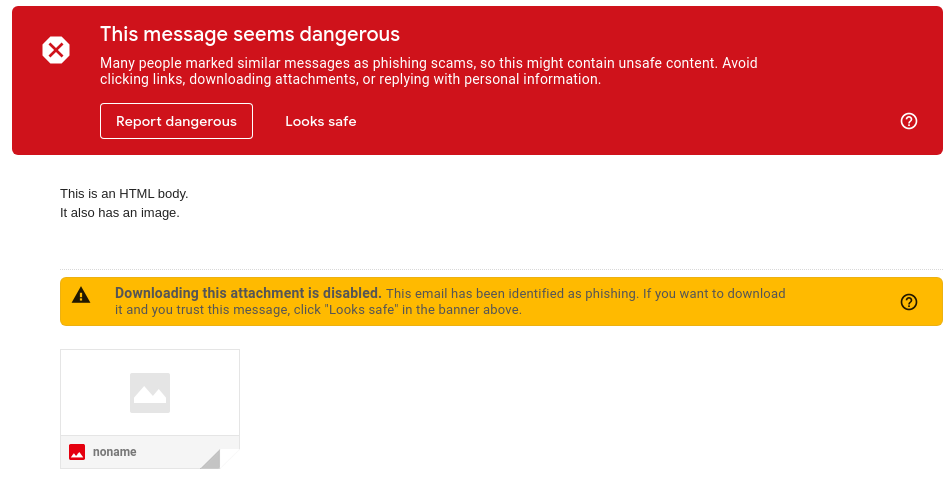 This message seems dangerous
Many people marked similar messages as phishing scams, so this might contain unsafe content. Avoid
clicking links, downloading attachments, or replying with personal information.
Report dangerous
Looks safe
This is an HTML body.
It also has an image.
Downloading this attachment is disabled. This email has been identified as phishing. If you want to download
it and you trust this message, click "Looks safe" in the banner above.
noname